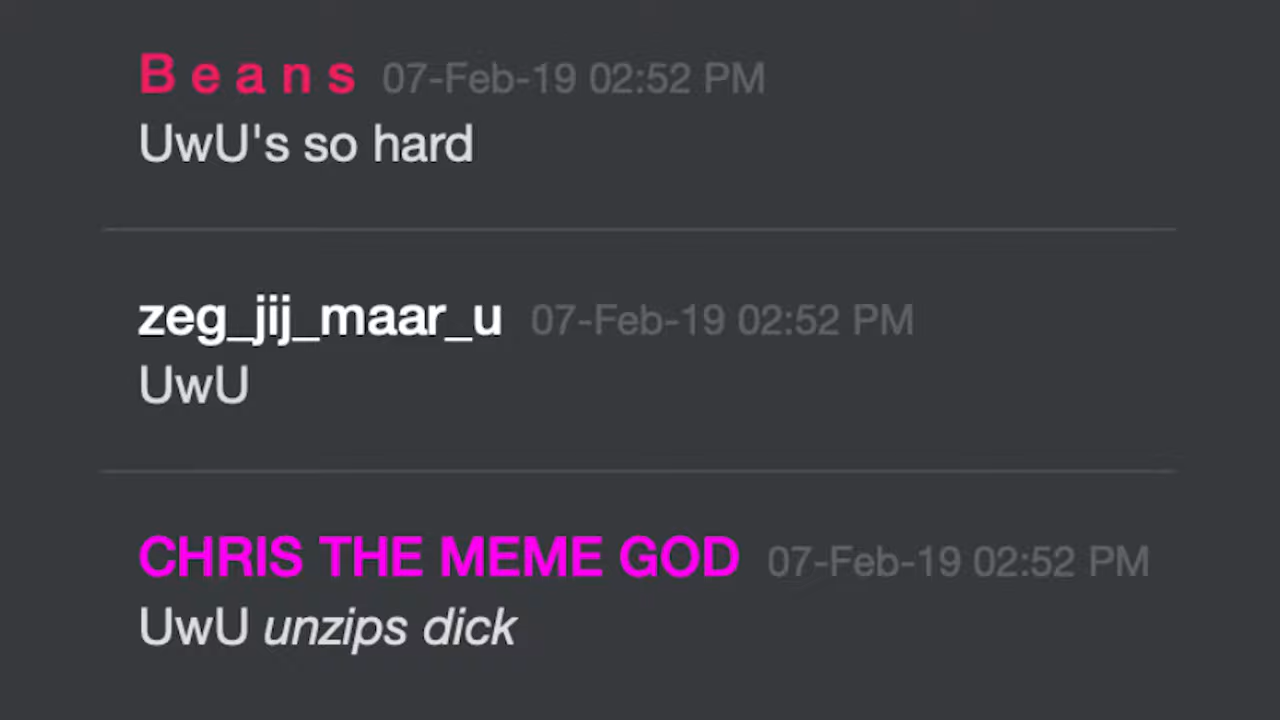 B e a n s 07-Feb-19 02:52 PM
UwU's so hard
zeg_jij_maar_u 07-Feb-19 02:52 PM
UwU
CHRIS THE MEME GOD 07-Feb-19 02:52 PM
UwU unzips dick